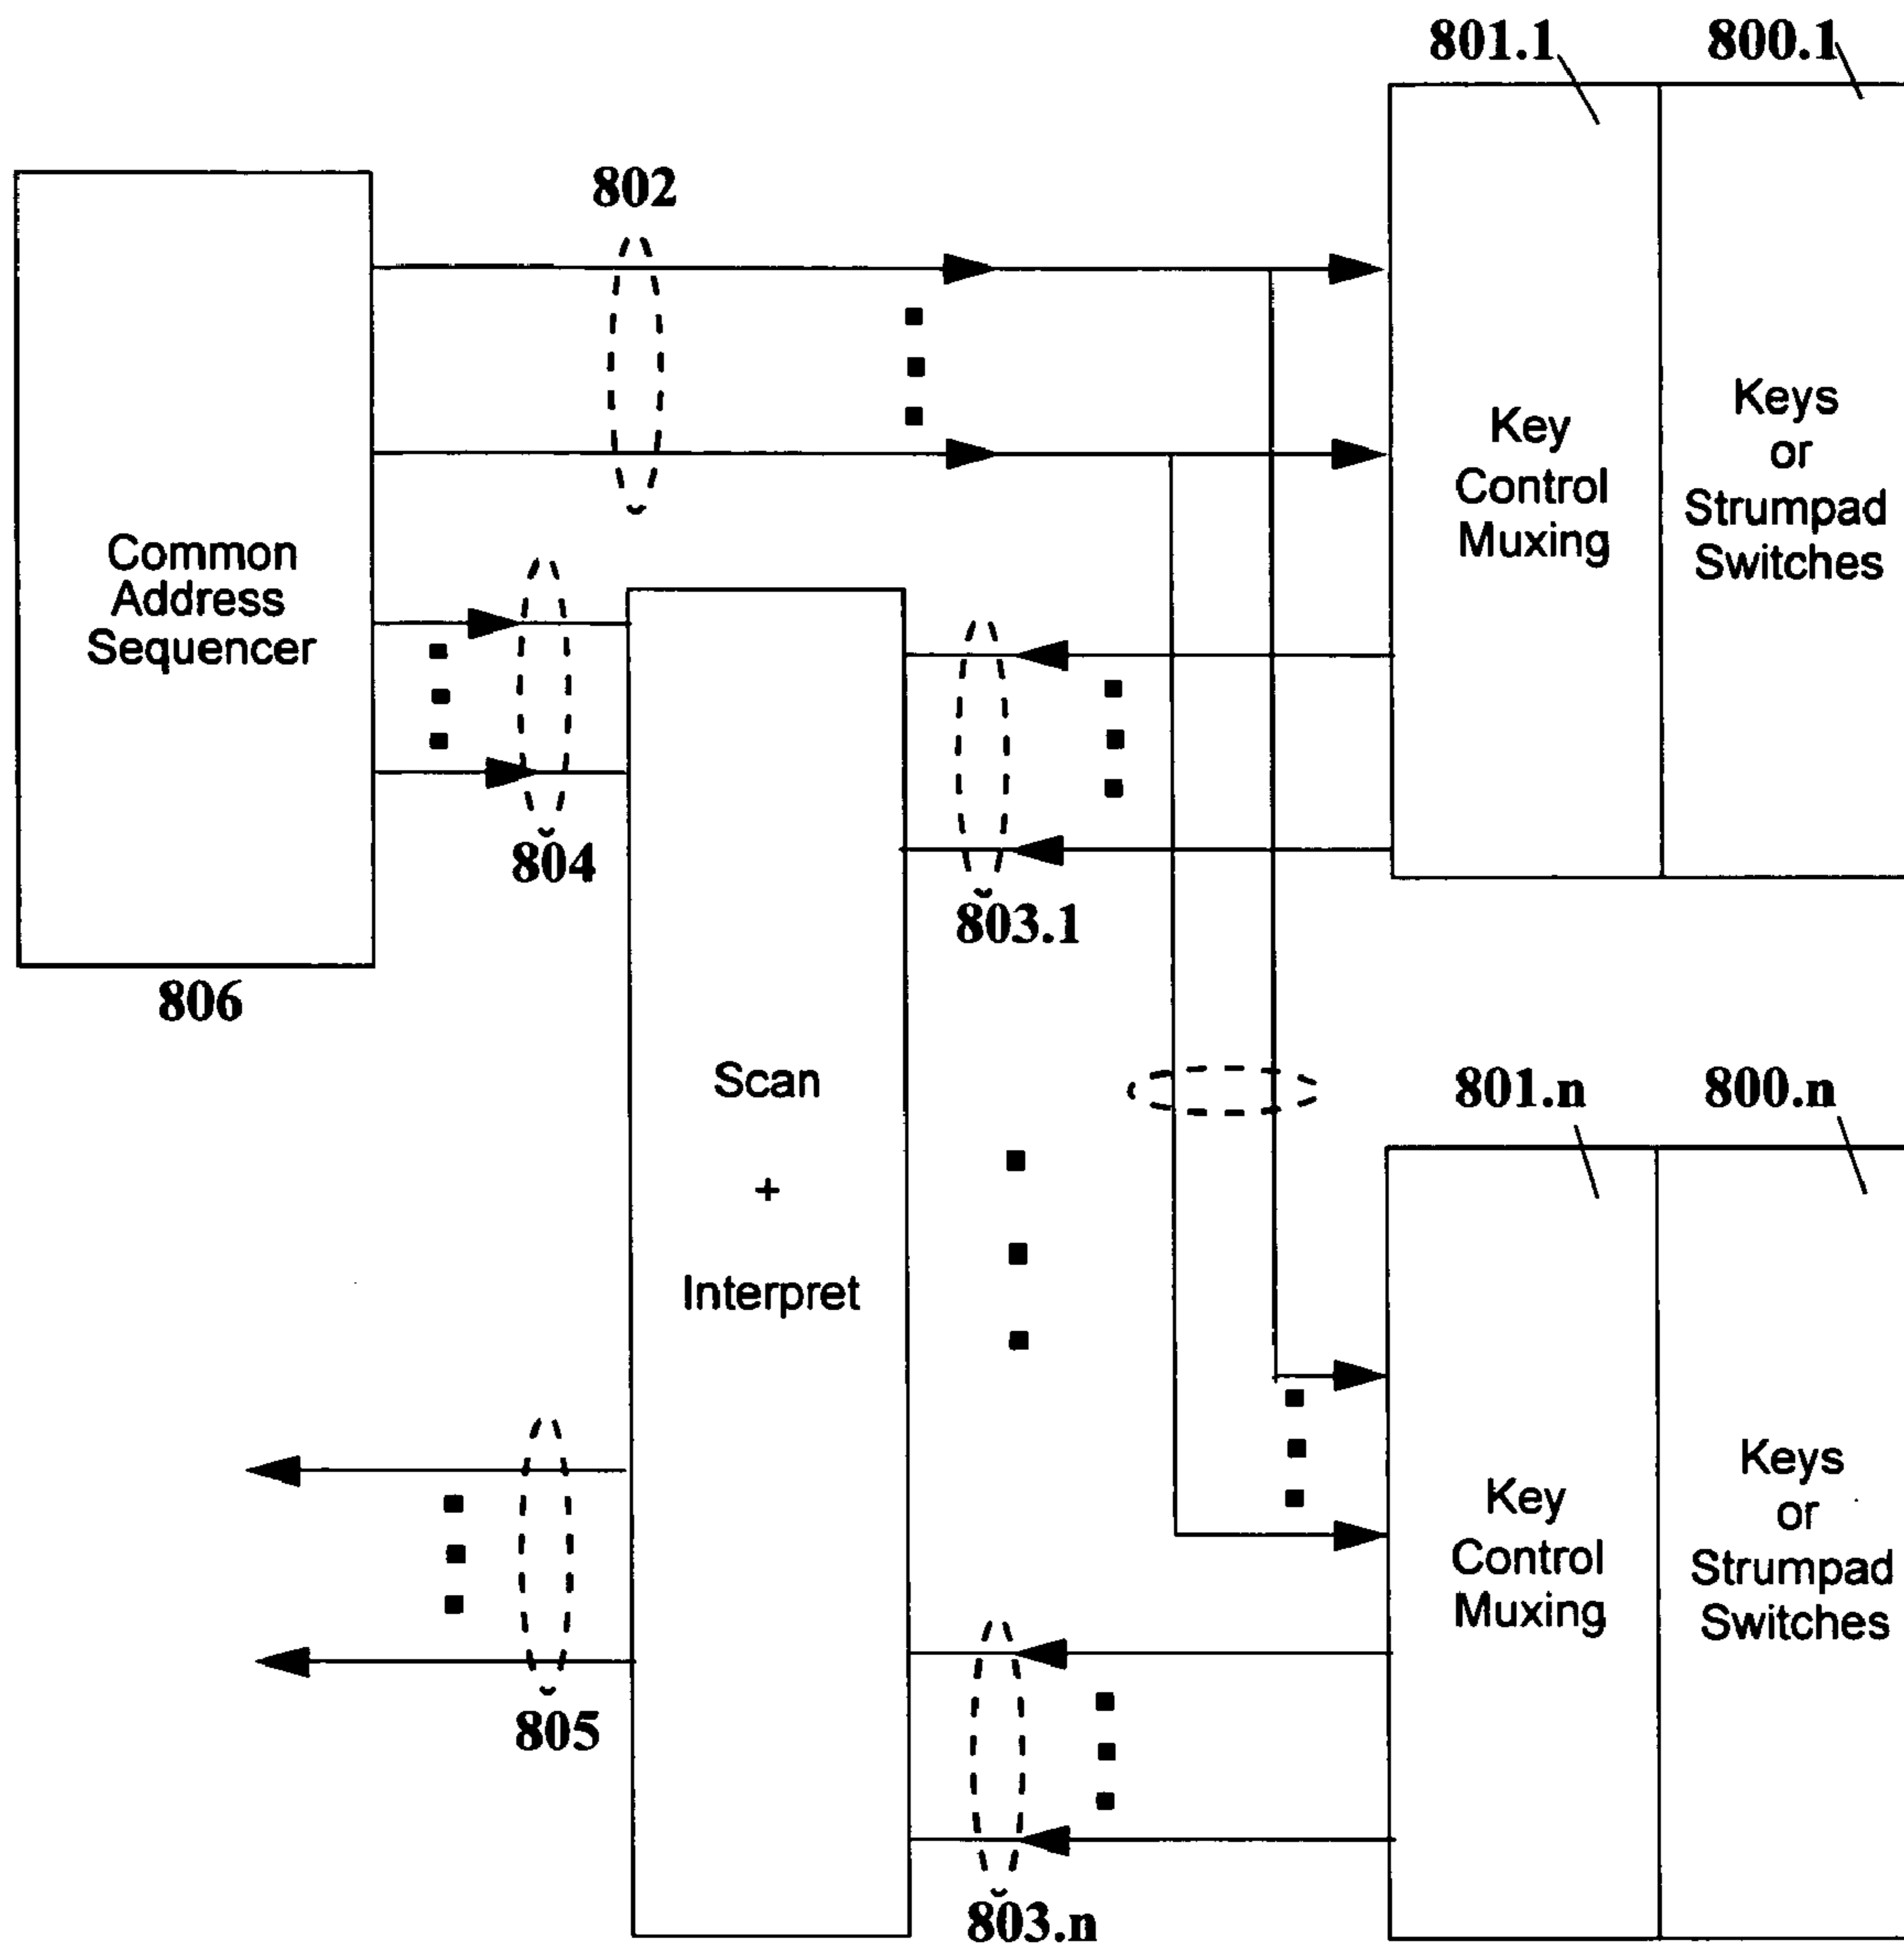 801.1
800.1
802
Key
Control
Muxing
Keys
or
Strumpad
Switches
Common
Address
Sequencer
804
803.1
806
Scan
+
Interpret
801.n
800.n
Key
Control
Muxing
Keys
or
Strumpad
Switches
805
803.n